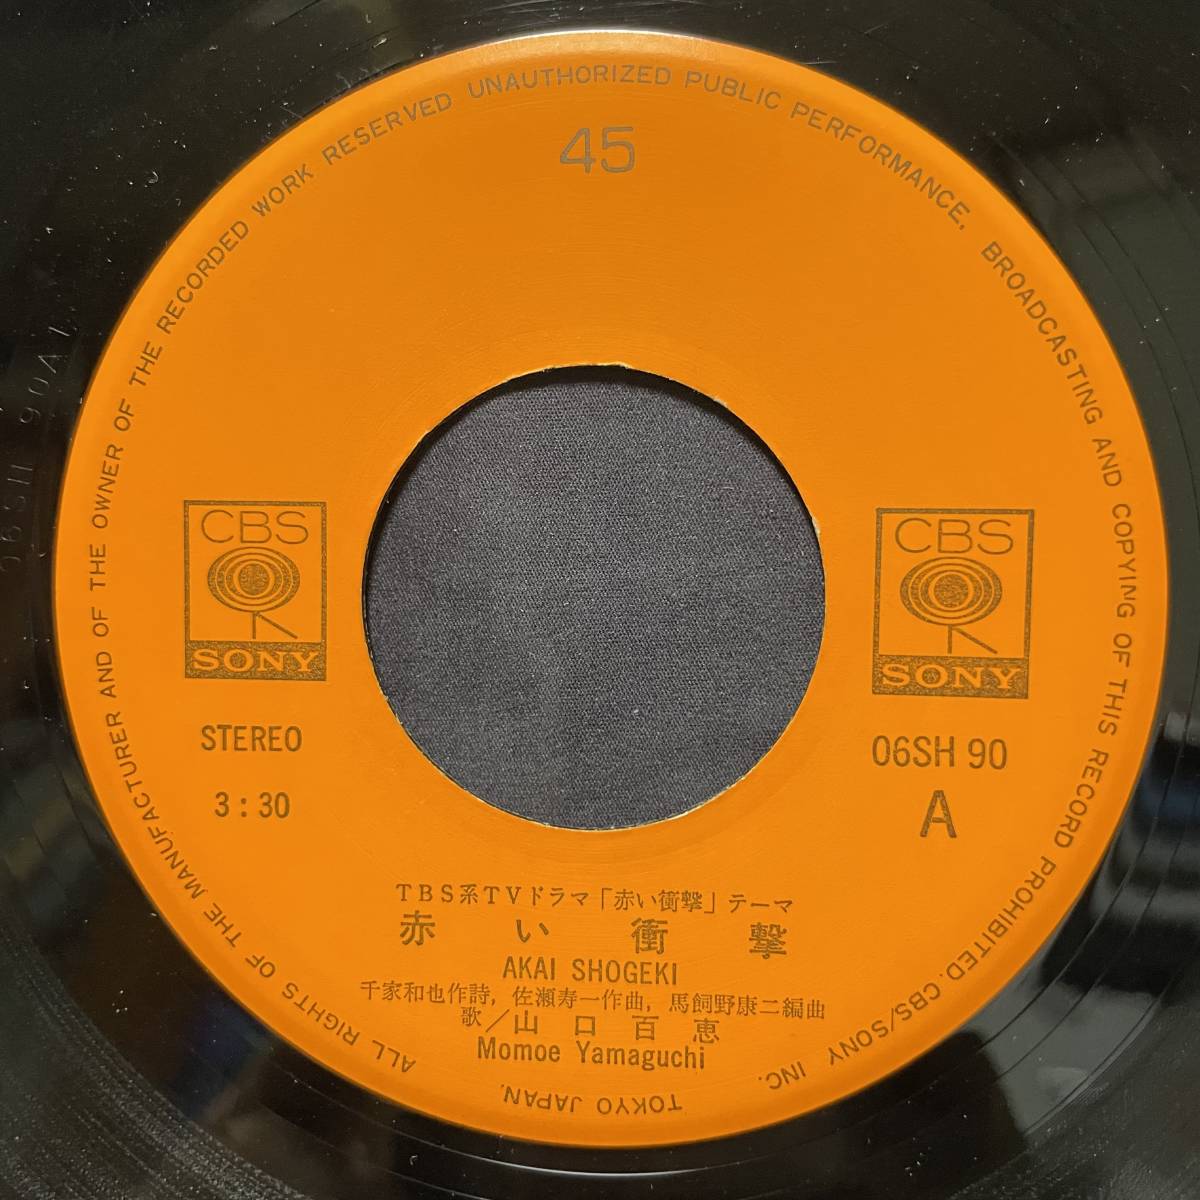 ALL RIGHTS OF THE MANUFACTURER AND OF THE OWNER OF THE RECORDED WORK RESERVED UNAUTHORIZED PUBLIC PERFORMANCE, BROADCASTING AND COPYING OF THIS RECORD PROHIBITED. CBS/SONY INC. TOKYO JAPAN.
45
CBS
SONY
CBS
SONY
STEREO
3:30
06SH 90
A
TBS系TVドラマ「赤い衝撃」テーマ
赤い衝撃
AKAI SHOGEKI
千家和也作詩, 佐瀬寿一作曲, 馬飼野康二編曲
歌/山口百恵
Momoe Yamaguchi